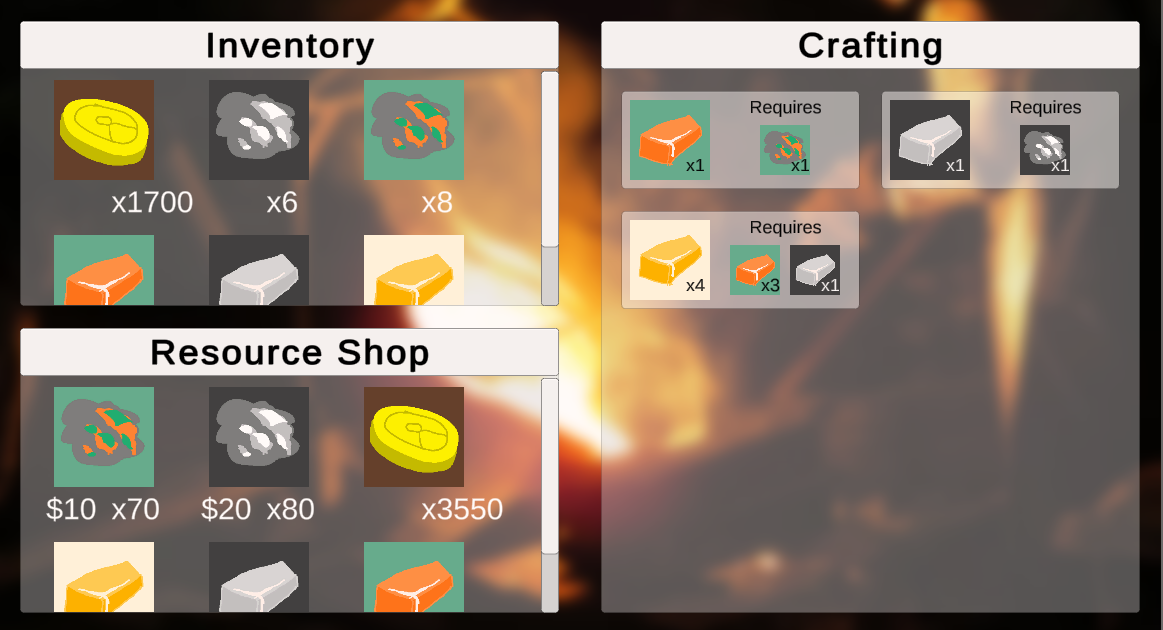 Inventory
x1700 x6 x8
Resource Shop
$10 x70 $20 x80 x3550
Crafting
Requires Requires
x1 x1 x1 x1
Requires
x4 x3 x1